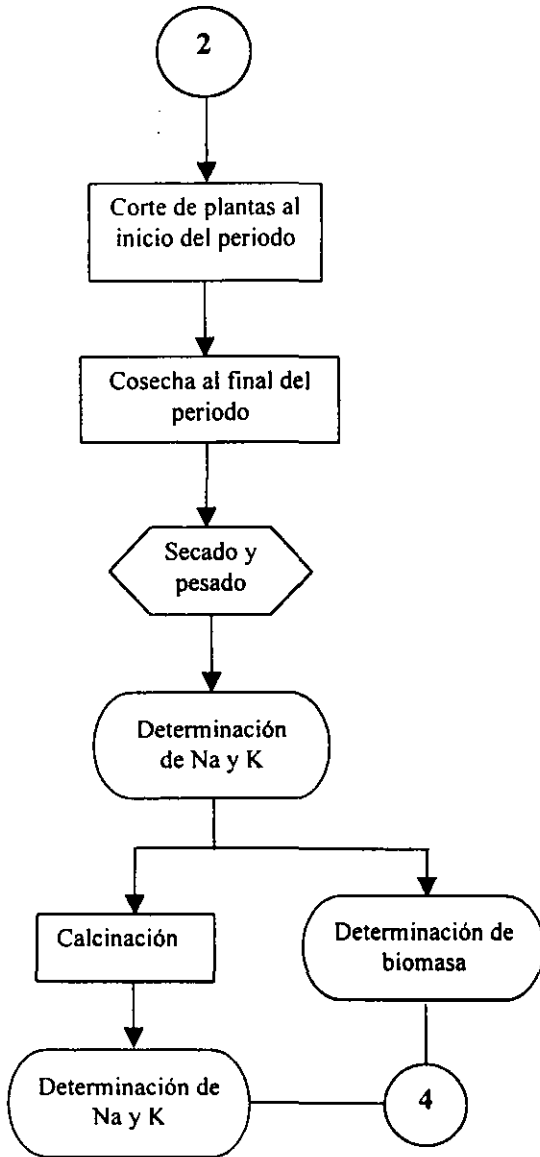 2
Corte de plantas al
inicio del periodo
Cosecha al final del
periodo
Secado y
pesado
Determinación
de Na y K
Calcinación
Determinación de
biomasa
Determinación de
Na y K
4